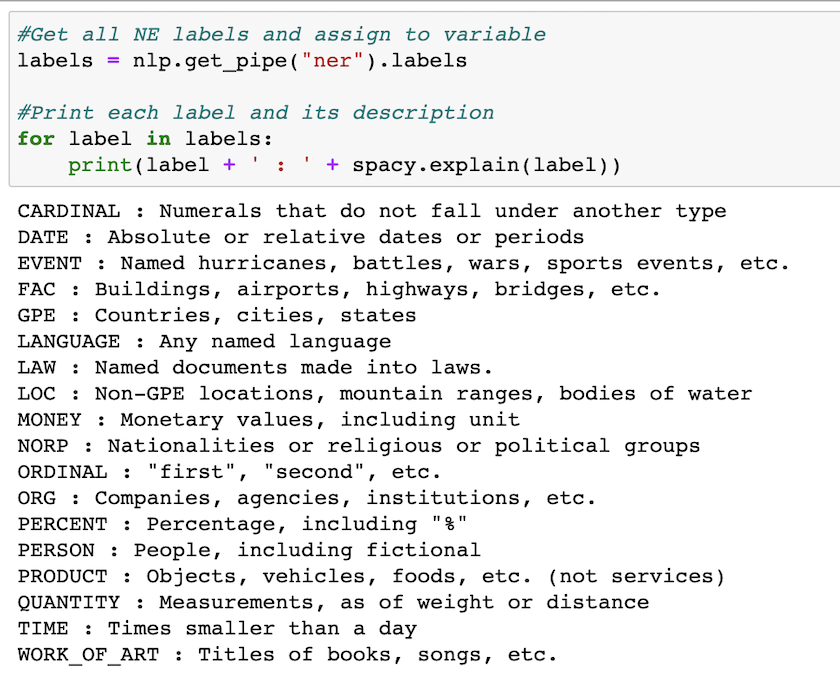 #Get all NE labels and assign to variable
labels = nlp.get_pipe("ner").labels
#Print each label and its description
for label in labels:
    print(label + ' : ' + spacy.explain(label))
CARDINAL : Numerals that do not fall under another type
DATE : Absolute or relative dates or periods
EVENT : Named hurricanes, battles, wars, sports events, etc.
FAC : Buildings, airports, highways, bridges, etc.
GPE : Countries, cities, states
LANGUAGE : Any named language
LAW : Named documents made into laws.
LOC : Non-GPE locations, mountain ranges, bodies of water
MONEY : Monetary values, including unit
NORP : Nationalities or religious or political groups
ORDINAL : "first", "second", etc.
ORG : Companies, agencies, institutions, etc.
PERCENT : Percentage, including "%"
PERSON : People, including fictional
PRODUCT : Objects, vehicles, foods, etc. (not services)
QUANTITY : Measurements, as of weight or distance
TIME : Times smaller than a day
WORK_OF_ART : Titles of books, songs, etc.